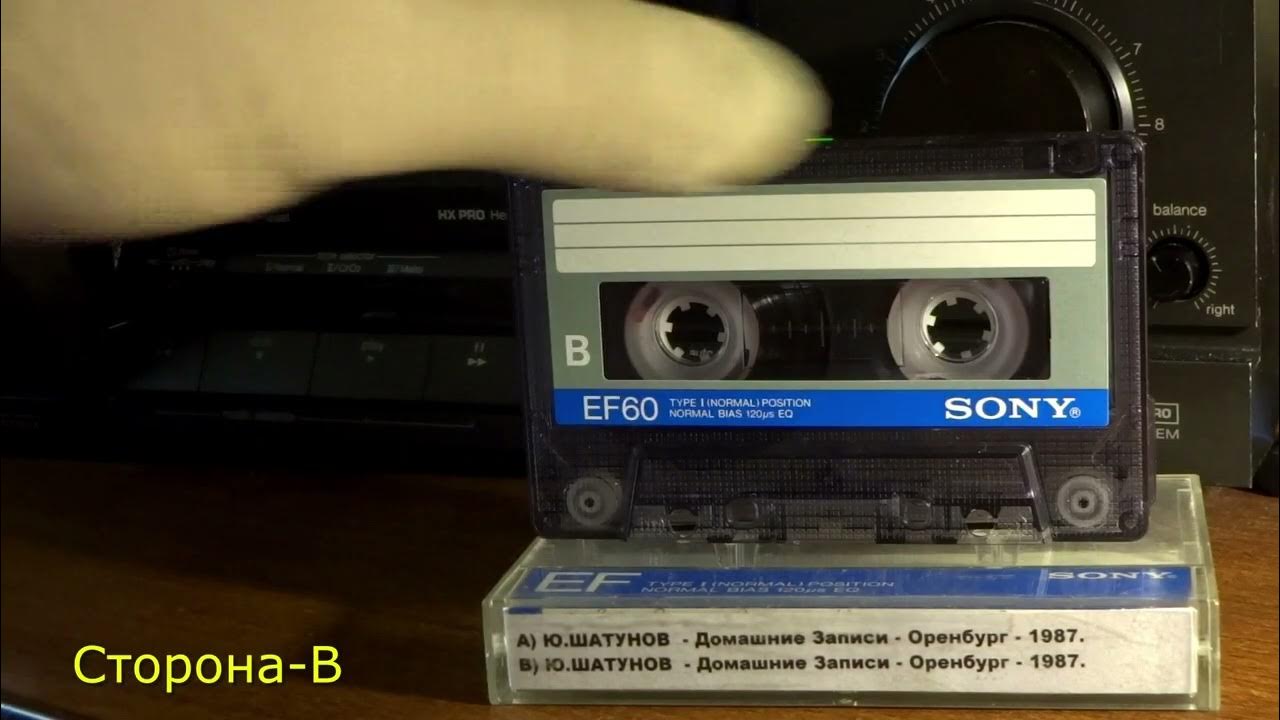 7
8
balance
right
HX PRO
B
EF60 TYPE I (NORMAL) POSITION
NORMAL BIAS 120µs EQ
SONY®
EF TYPE I (NORMAL) POSITION
NORMAL BIAS 120µs EQ
SONY
А) Ю.ШАТУНОВ - Домашние Записи - Оренбург - 1987.
В) Ю.ШАТУНОВ - Домашние Записи - Оренбург - 1987.
Сторона-В